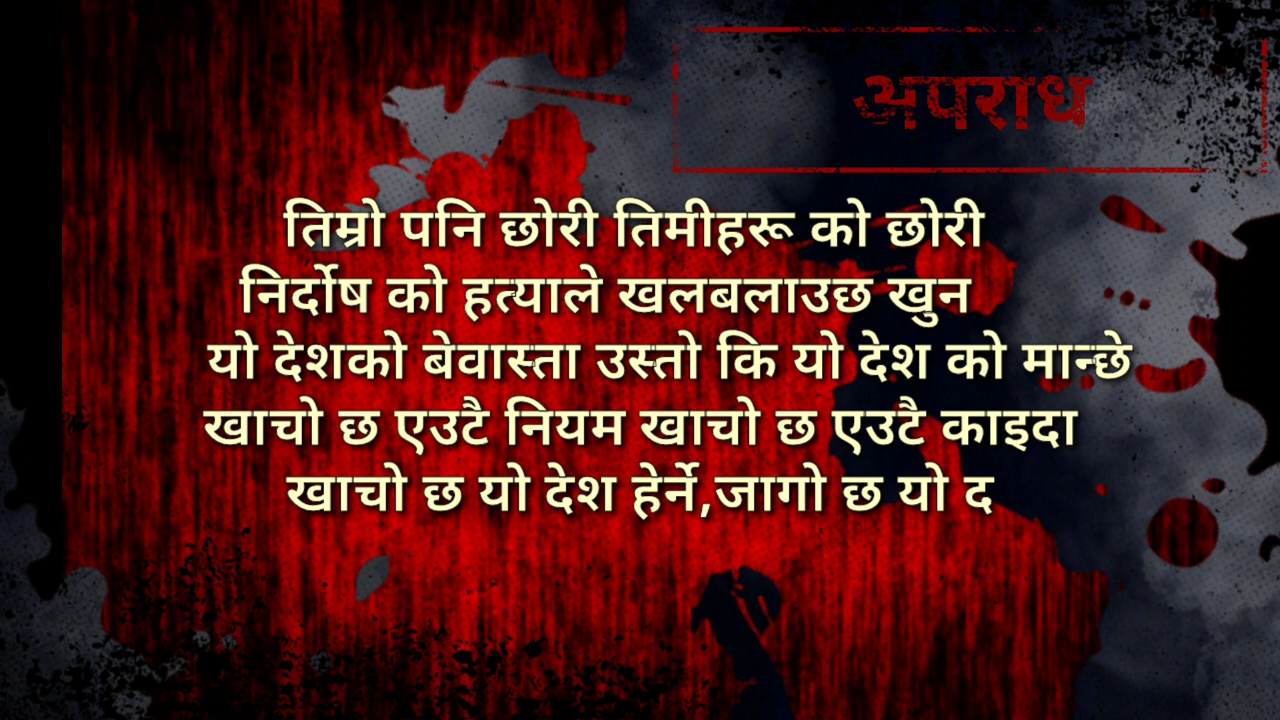 अपराध
तिम्रो पनि छोरी तिमीहरू को छोरी
निर्दोष को हत्याले खलबलाउछ खुन
यो देशको बेवास्ता उस्तो कि यो देश को मान्छे
खाचो छ एउटै नियम खाचो छ एउटै काइदा
खाचो छ यो देश हेर्ने,जागो छ यो द